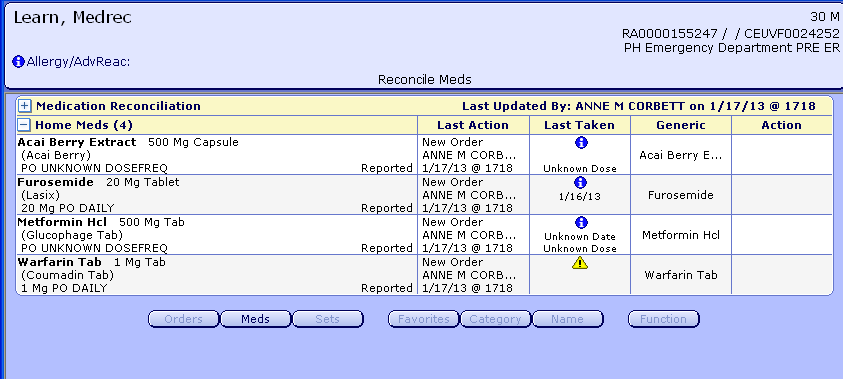 Learn, Medrec 30 M
RA0000155247 / / CEUVF0024252
PH Emergency Department PRE ER
Allergy/AdvReac:
Reconcile Meds
Medication Reconciliation Last Updated By: ANNE M CORBETT on 1/17/13 @ 1718
Home Meds (4) Last Action Last Taken Generic Action
Acai Berry Extract 500 Mg Capsule New Order
(Acai Berry) ANNE M CORB... Acai Berry E...
PO UNKNOWN DOSEFREQ Reported 1/17/13 @ 1718 Unknown Dose
Furosemide 20 Mg Tablet New Order
(Lasix) ANNE M CORB... 1/16/13 Furosemide
20 Mg PO DAILY Reported 1/17/13 @ 1718
Metformin Hcl 500 Mg Tab New Order
(Glucophage Tab) ANNE M CORB... Unknown Date Metformin Hcl
PO UNKNOWN DOSEFREQ Reported 1/17/13 @ 1718 Unknown Dose
Warfarin Tab 1 Mg Tab New Order
(Coumadin Tab) ANNE M CORB... Warfarin Tab
1 Mg PO DAILY Reported 1/17/13 @ 1718
Orders Meds Sets Favorites Category Name Function